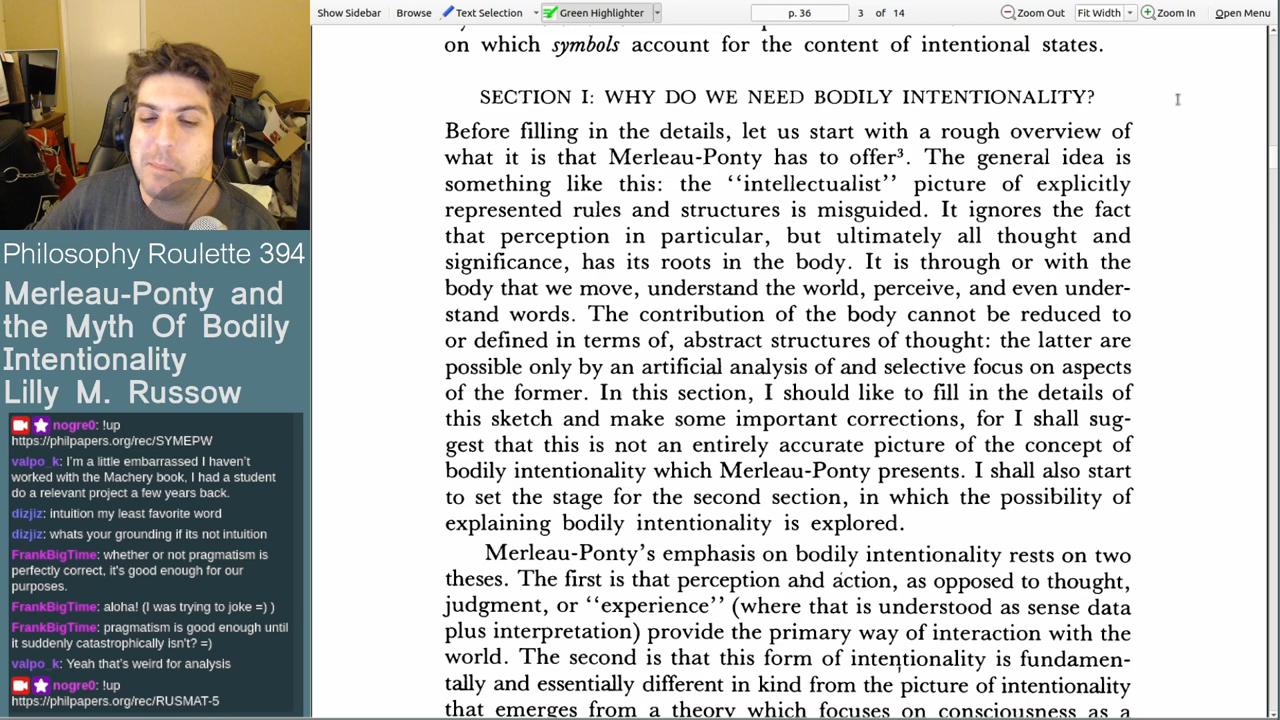 Show Sidebar Browse Text Selection Green Highlighter p. 36 3 of 14 Zoom Out Fit Width Zoom In Open Menu
on which symbols account for the content of intentional states.
SECTION I: WHY DO WE NEED BODILY INTENTIONALITY?
Before filling in the details, let us start with a rough overview of
what it is that Merleau-Ponty has to offer³. The general idea is
something like this: the ‘‘intellectualist’’ picture of explicitly
represented rules and structures is misguided. It ignores the fact
that perception in particular, but ultimately all thought and
significance, has its roots in the body. It is through or with the
body that we move, understand the world, perceive, and even under-
stand words. The contribution of the body cannot be reduced to
or defined in terms of, abstract structures of thought: the latter are
possible only by an artificial analysis of and selective focus on aspects
of the former. In this section, I should like to fill in the details of
this sketch and make some important corrections, for I shall sug-
gest that this is not an entirely accurate picture of the concept of
bodily intentionality which Merleau-Ponty presents. I shall also start
to set the stage for the second section, in which the possibility of
explaining bodily intentionality is explored.
Merleau-Ponty’s emphasis on bodily intentionality rests on two
theses. The first is that perception and action, as opposed to thought,
judgment, or ‘‘experience’’ (where that is understood as sense data
plus interpretation) provide the primary way of interaction with the
world. The second is that this form of intentionality is fundamen-
tally and essentially different in kind from the picture of intentionality
that emerges from a theory which focuses on consciousness as a
Philosophy Roulette 394
Merleau-Ponty and
the Myth Of Bodily
Intentionality
Lilly M. Russow
nogre0: !up
https://philpapers.org/rec/SYMEPW
valpo_k: I’m a little embarrassed I haven’t
worked with the Machery book, I had a student
do a relevant project a few years back.
dizjiz: intuition my least favorite word
dizjiz: whats your grounding if its not intuition
FrankBigTime: whether or not pragmatism is
perfectly correct, it's good enough for our
purposes.
FrankBigTime: aloha! (I was trying to joke =) )
FrankBigTime: pragmatism is good enough until
it suddenly catastrophically isn't? =)
valpo_k: Yeah that’s weird for analysis
nogre0: !up
https://philpapers.org/rec/RUSMAT-5